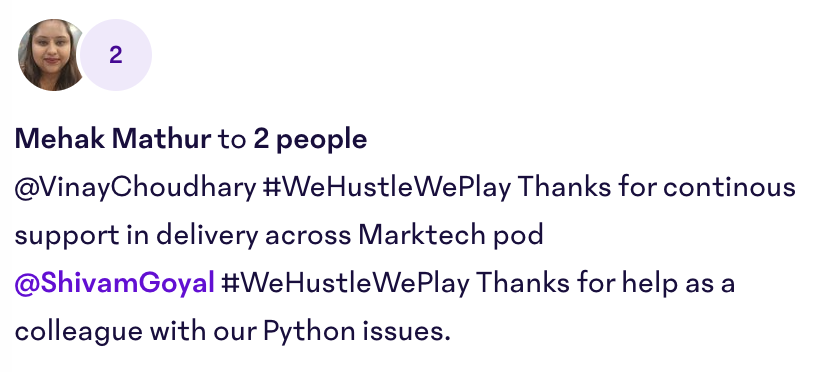 2
Mehak Mathur to 2 people
@VinayChoudhary #WeHustleWePlay Thanks for continous
support in delivery across Marktech pod
@ShivamGoyal #WeHustleWePlay Thanks for help as a
colleague with our Python issues.